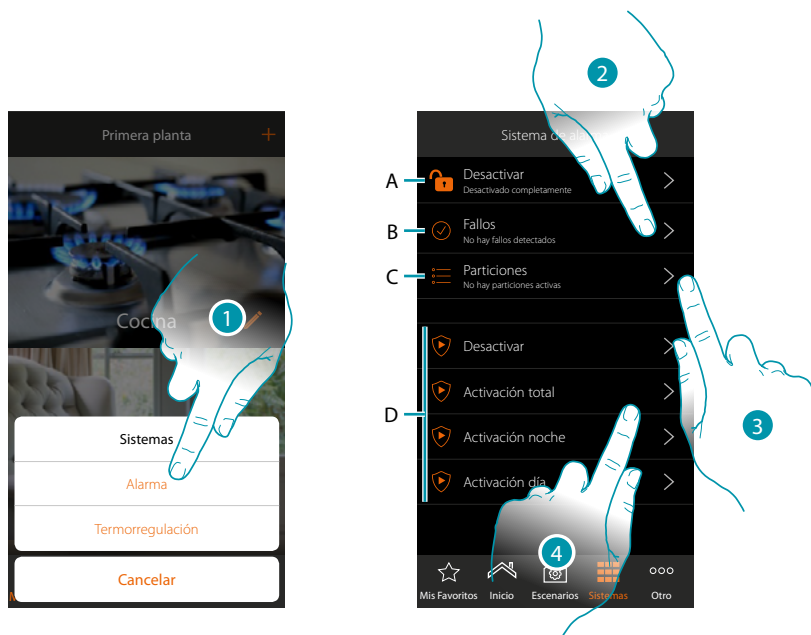 Primera planta
Cocina
1
Sistemas
Alarma
Termorregulación
Cancelar
2
Sistema de
A
Desactivar
Desactivado completamente
B
Fallos
No hay fallos detectados
C
Particiones
No hay particiones activas
D
Desactivar
Activación total
Activación noche
Activación día
3
4
Mis Favoritos
Inicio
Escenarios
Sistemas
Otro